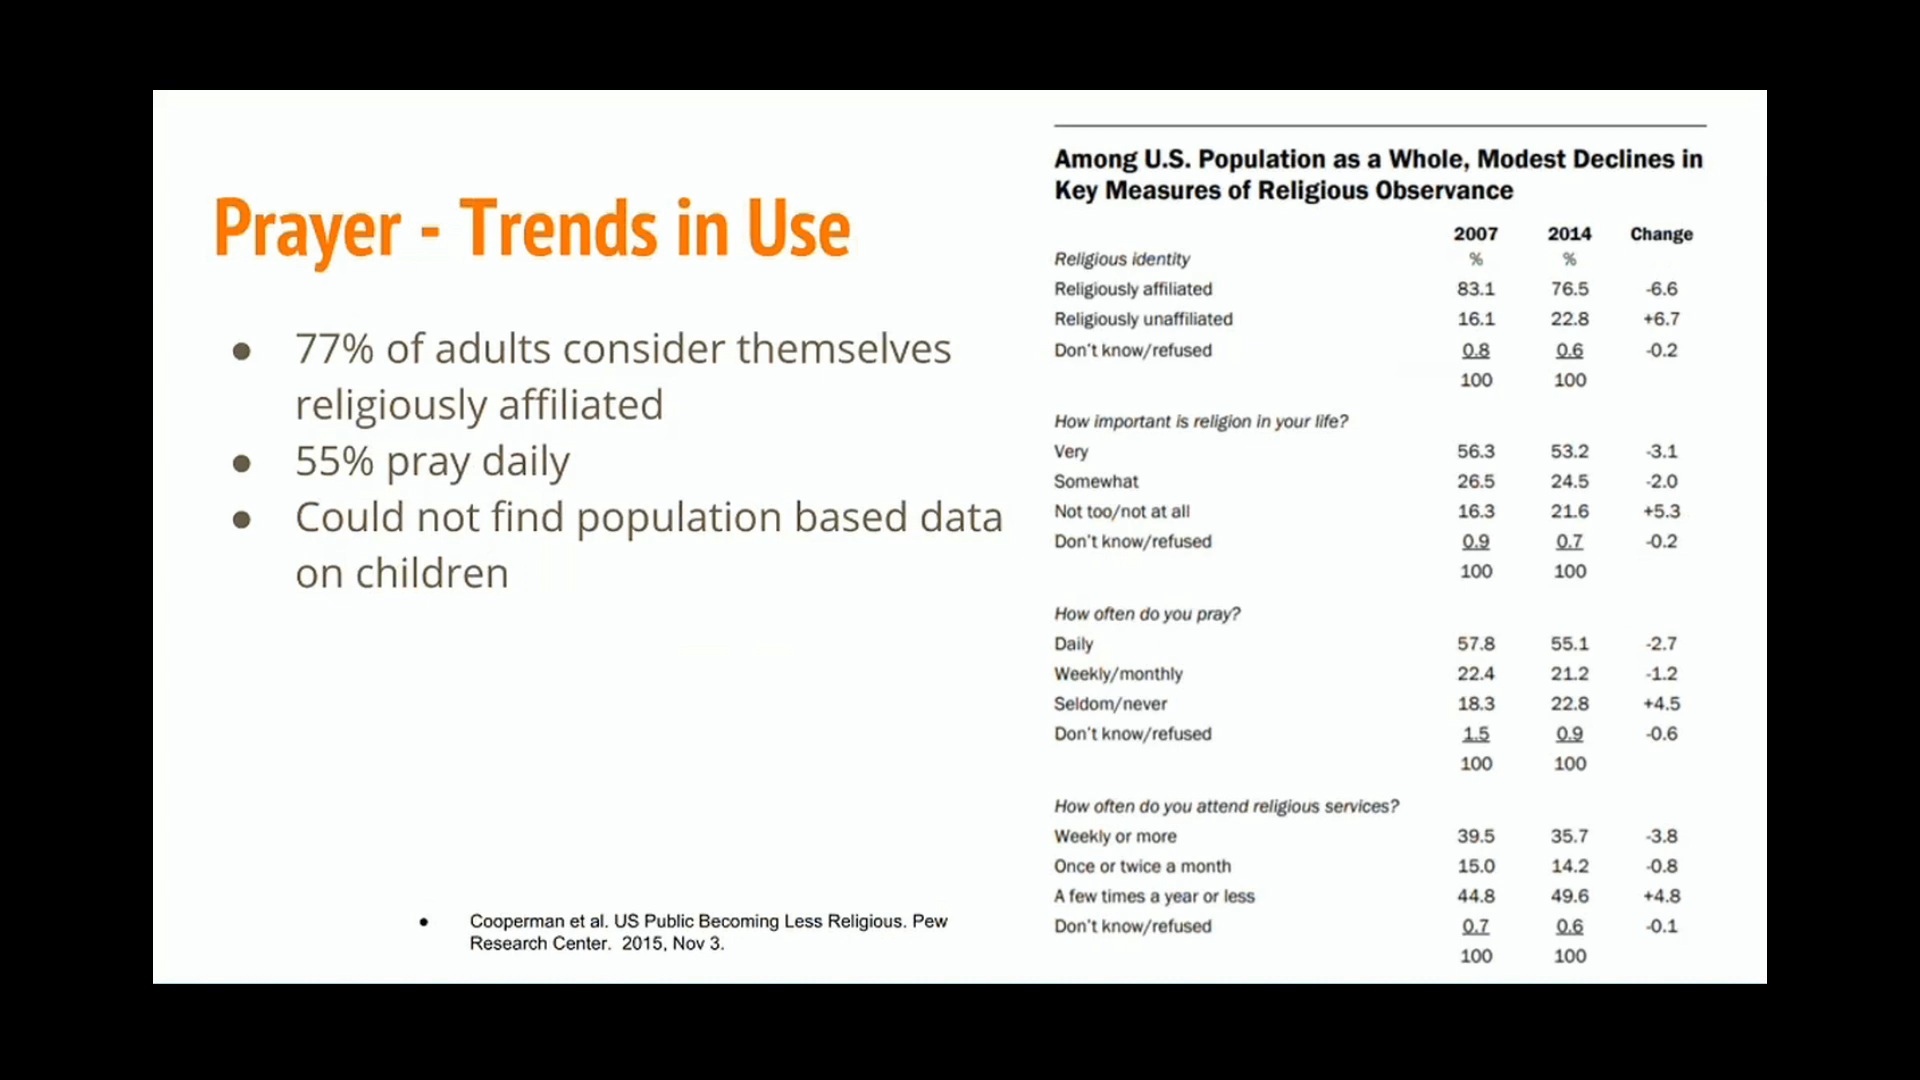 Prayer - Trends in Use
● 77% of adults consider themselves
religiously affiliated
● 55% pray daily
● Could not find population based data
on children
● Cooperman et al. US Public Becoming Less Religious. Pew
Research Center. 2015, Nov 3.
Among U.S. Population as a Whole, Modest Declines in
Key Measures of Religious Observance
2007 2014 Change
Religious identity % %
Religiously affiliated 83.1 76.5 -6.6
Religiously unaffiliated 16.1 22.8 +6.7
Don't know/refused 0.8 0.6 -0.2
100 100
How important is religion in your life?
Very 56.3 53.2 -3.1
Somewhat 26.5 24.5 -2.0
Not too/not at all 16.3 21.6 +5.3
Don't know/refused 0.9 0.7 -0.2
100 100
How often do you pray?
Daily 57.8 55.1 -2.7
Weekly/monthly 22.4 21.2 -1.2
Seldom/never 18.3 22.8 +4.5
Don't know/refused 1.5 0.9 -0.6
100 100
How often do you attend religious services?
Weekly or more 39.5 35.7 -3.8
Once or twice a month 15.0 14.2 -0.8
A few times a year or less 44.8 49.6 +4.8
Don't know/refused 0.7 0.6 -0.1
100 100